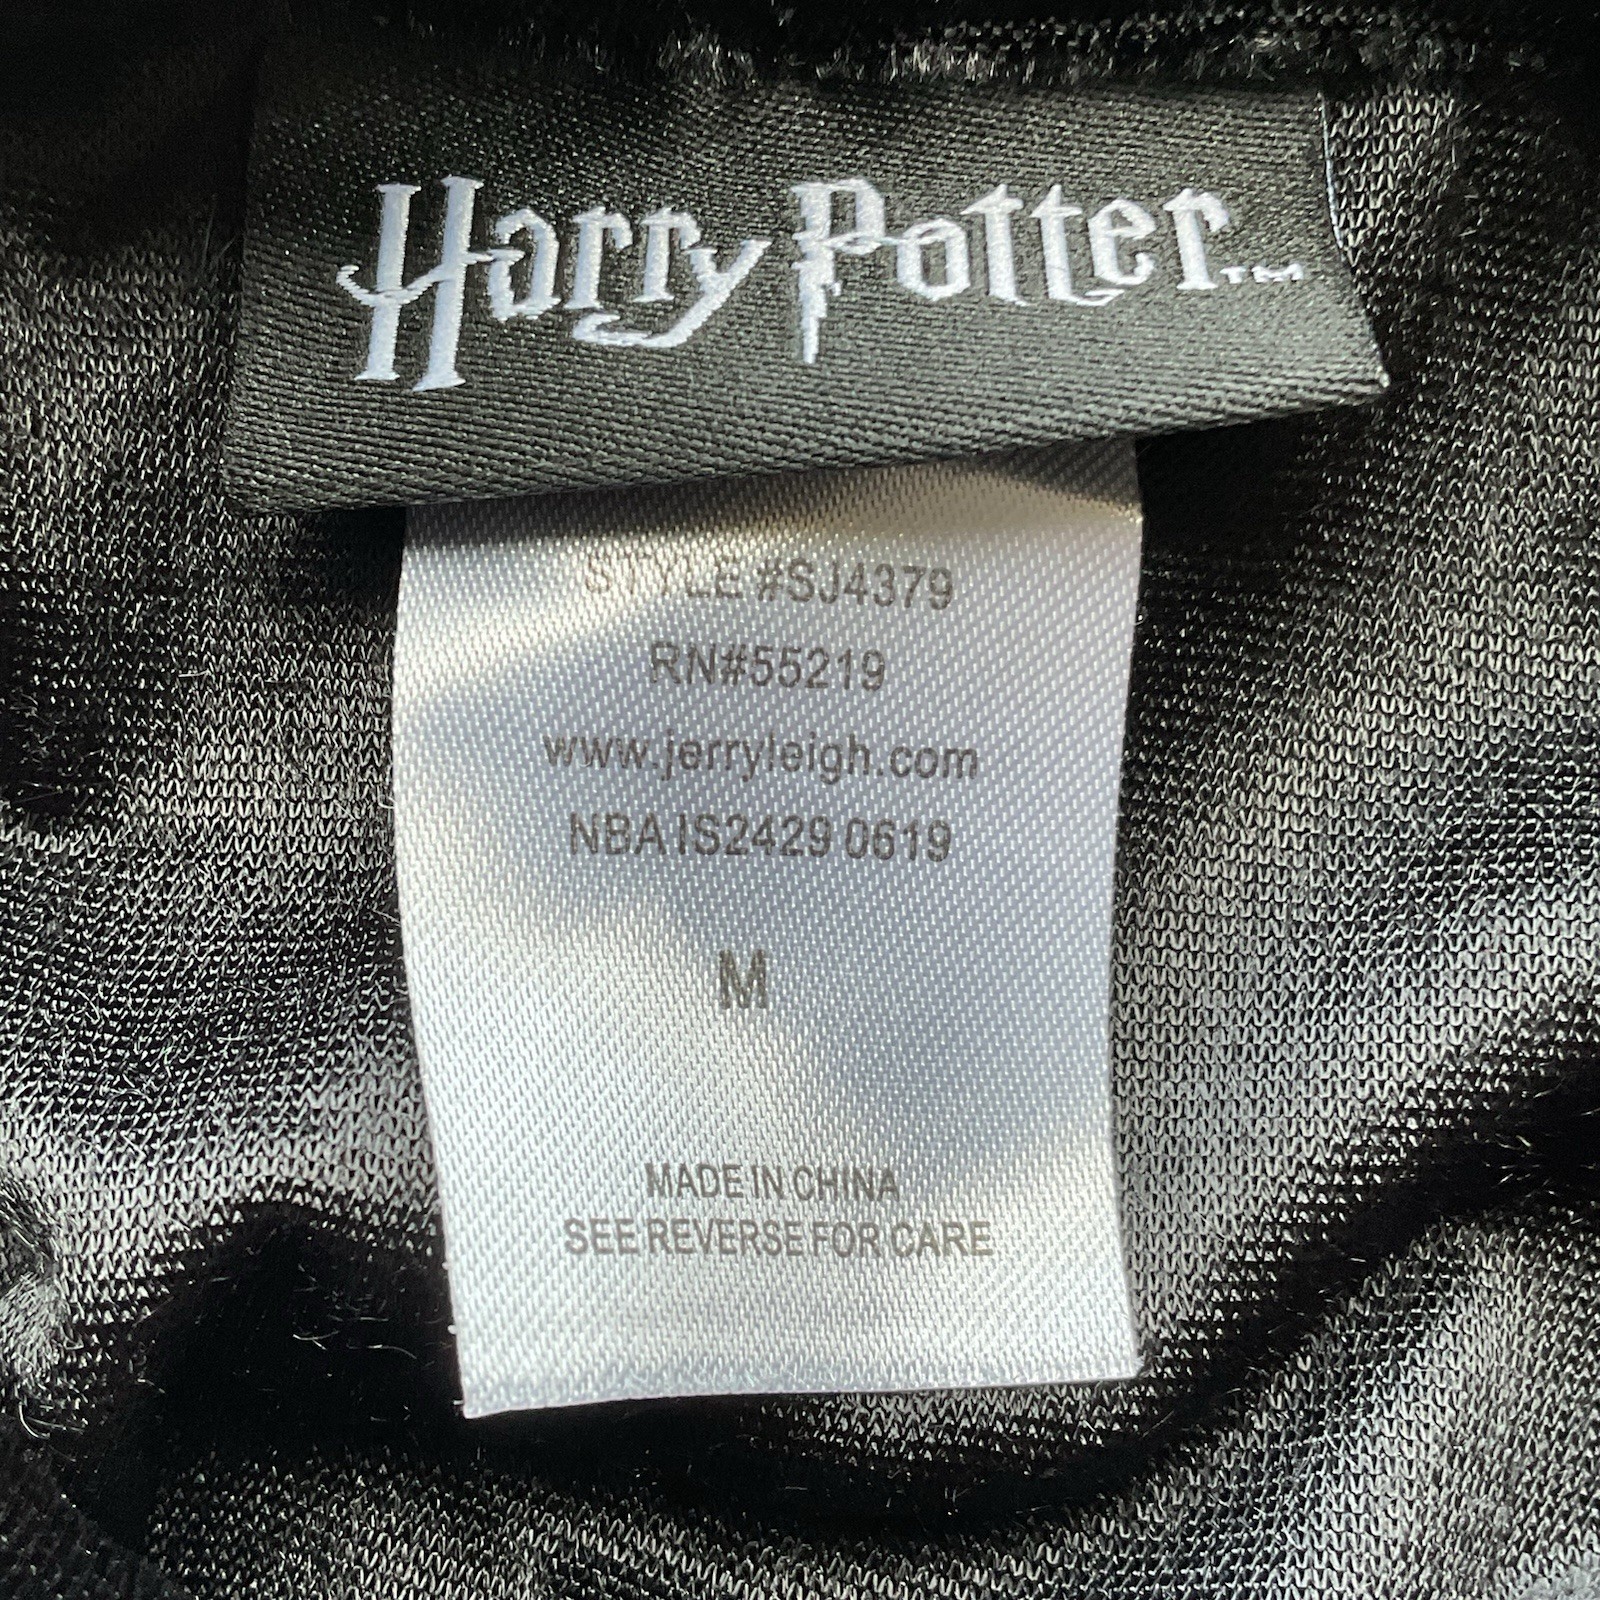 Harry Potter™
STYLE #SJ4379
RN#55219
www.jerryleigh.com
NBAIS2429 0619
M
MADE IN CHINA
SEE REVERSE FOR CARE